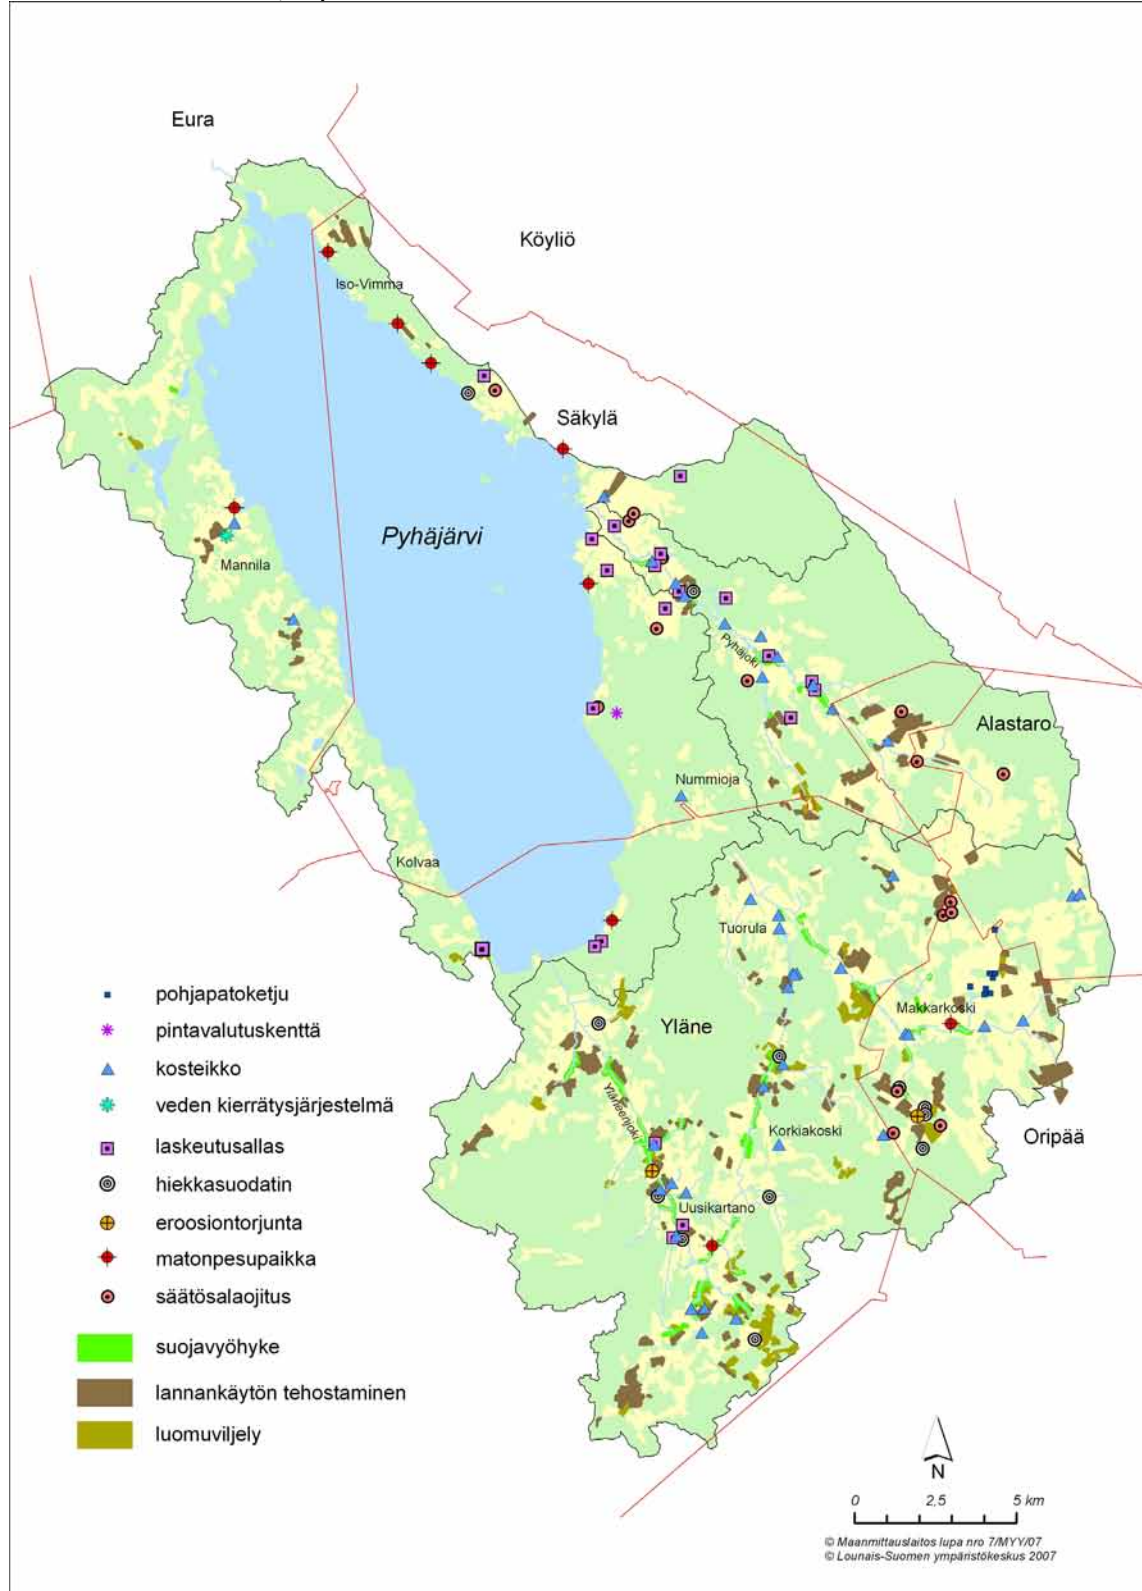 Eura
Köyliö
Iso-Vimma
Säkylä
Pyhäjärvi
Mannila
Pyhäjoki
Alastaro
Nummioja
Kolvaa
Tuorula
Makkarkoski
Yläne
Yläneenjoki
Korkiakoski
Oripää
Uusikartano
pohjapatoketju
pintavalutuskenttä
kosteikko
veden kierrätysjärjestelmä
laskeutusallas
hiekkasuodatin
eroosiontorjunta
matonpesupaikka
säätösalaojitus
suojavyöhyke
lannankäytön tehostaminen
luomuviljely
N
0 2,5 5 km
© Maanmittauslaitos lupa nro 7/MYY/07
© Lounais-Suomen ympäristökeskus 2007